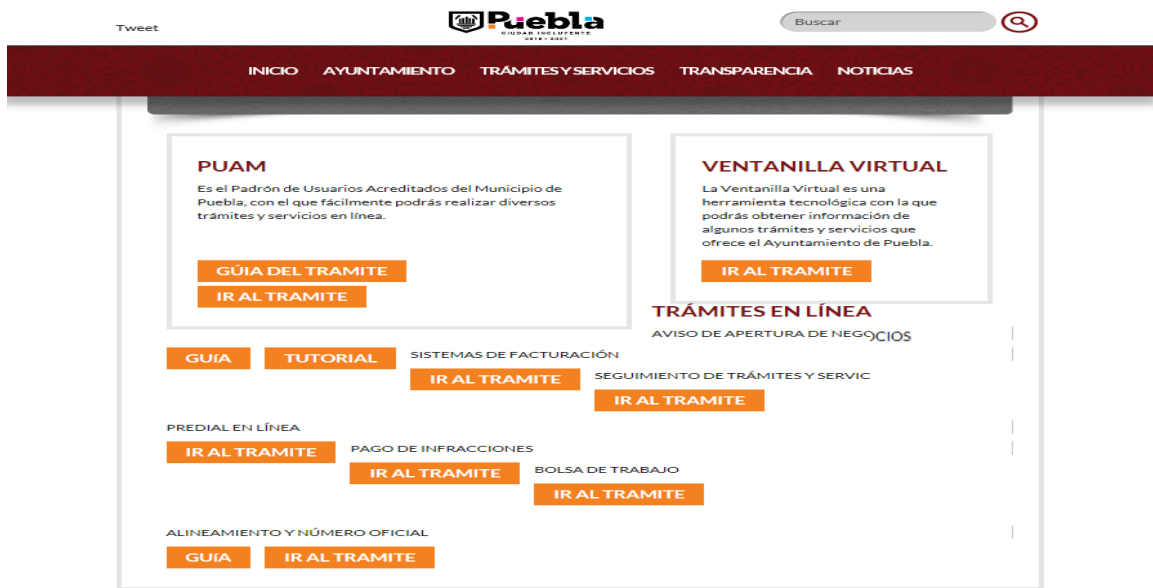 Tweet
Puebla
CIUDAD INCLUYENTE
2018 - 2021
Buscar
INICIO AYUNTAMIENTO TRÁMITES Y SERVICIOS TRANSPARENCIA NOTICIAS
PUAM
Es el Padrón de Usuarios Acreditados del Municipio de
Puebla, con el que fácilmente podrás realizar diversos
trámites y servicios en línea.
GÚIA DEL TRAMITE
IR AL TRAMITE
VENTANILLA VIRTUAL
La Ventanilla Virtual es una
herramienta tecnológica con la que
podrás obtener información de
algunos trámites y servicios que
ofrece el Ayuntamiento de Puebla.
IR AL TRAMITE
TRÁMITES EN LÍNEA
AVISO DE APERTURA DE NEGOCIOS
GUÍA TUTORIAL
SISTEMAS DE FACTURACIÓN
IR AL TRAMITE
SEGUIMIENTO DE TRÁMITES Y SERVIC
IR AL TRAMITE
PREDIAL EN LÍNEA
IR AL TRAMITE
PAGO DE INFRACCIONES
IR AL TRAMITE
BOLSA DE TRABAJO
IR AL TRAMITE
ALINEAMIENTO Y NÚMERO OFICIAL
GUÍA IR AL TRAMITE